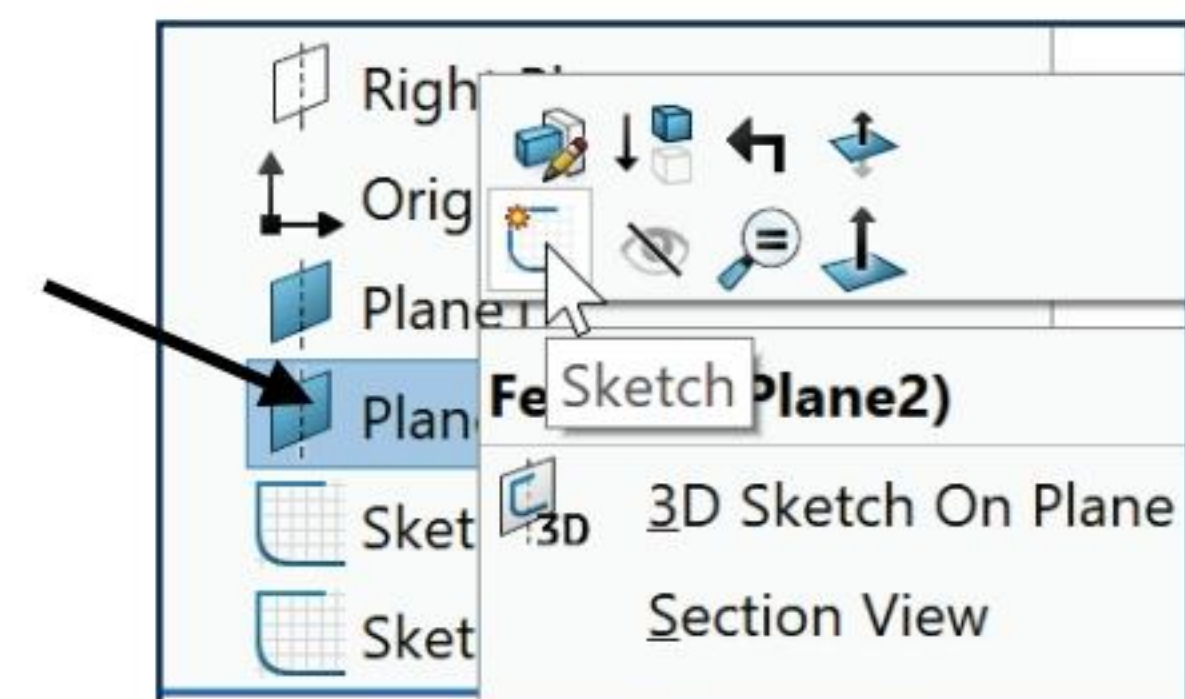 Righ
Orig
Plane1
Plan
Sketch
Fe
Plane2)
Sket
3D
3D Sketch On Plane
Sket
Section View